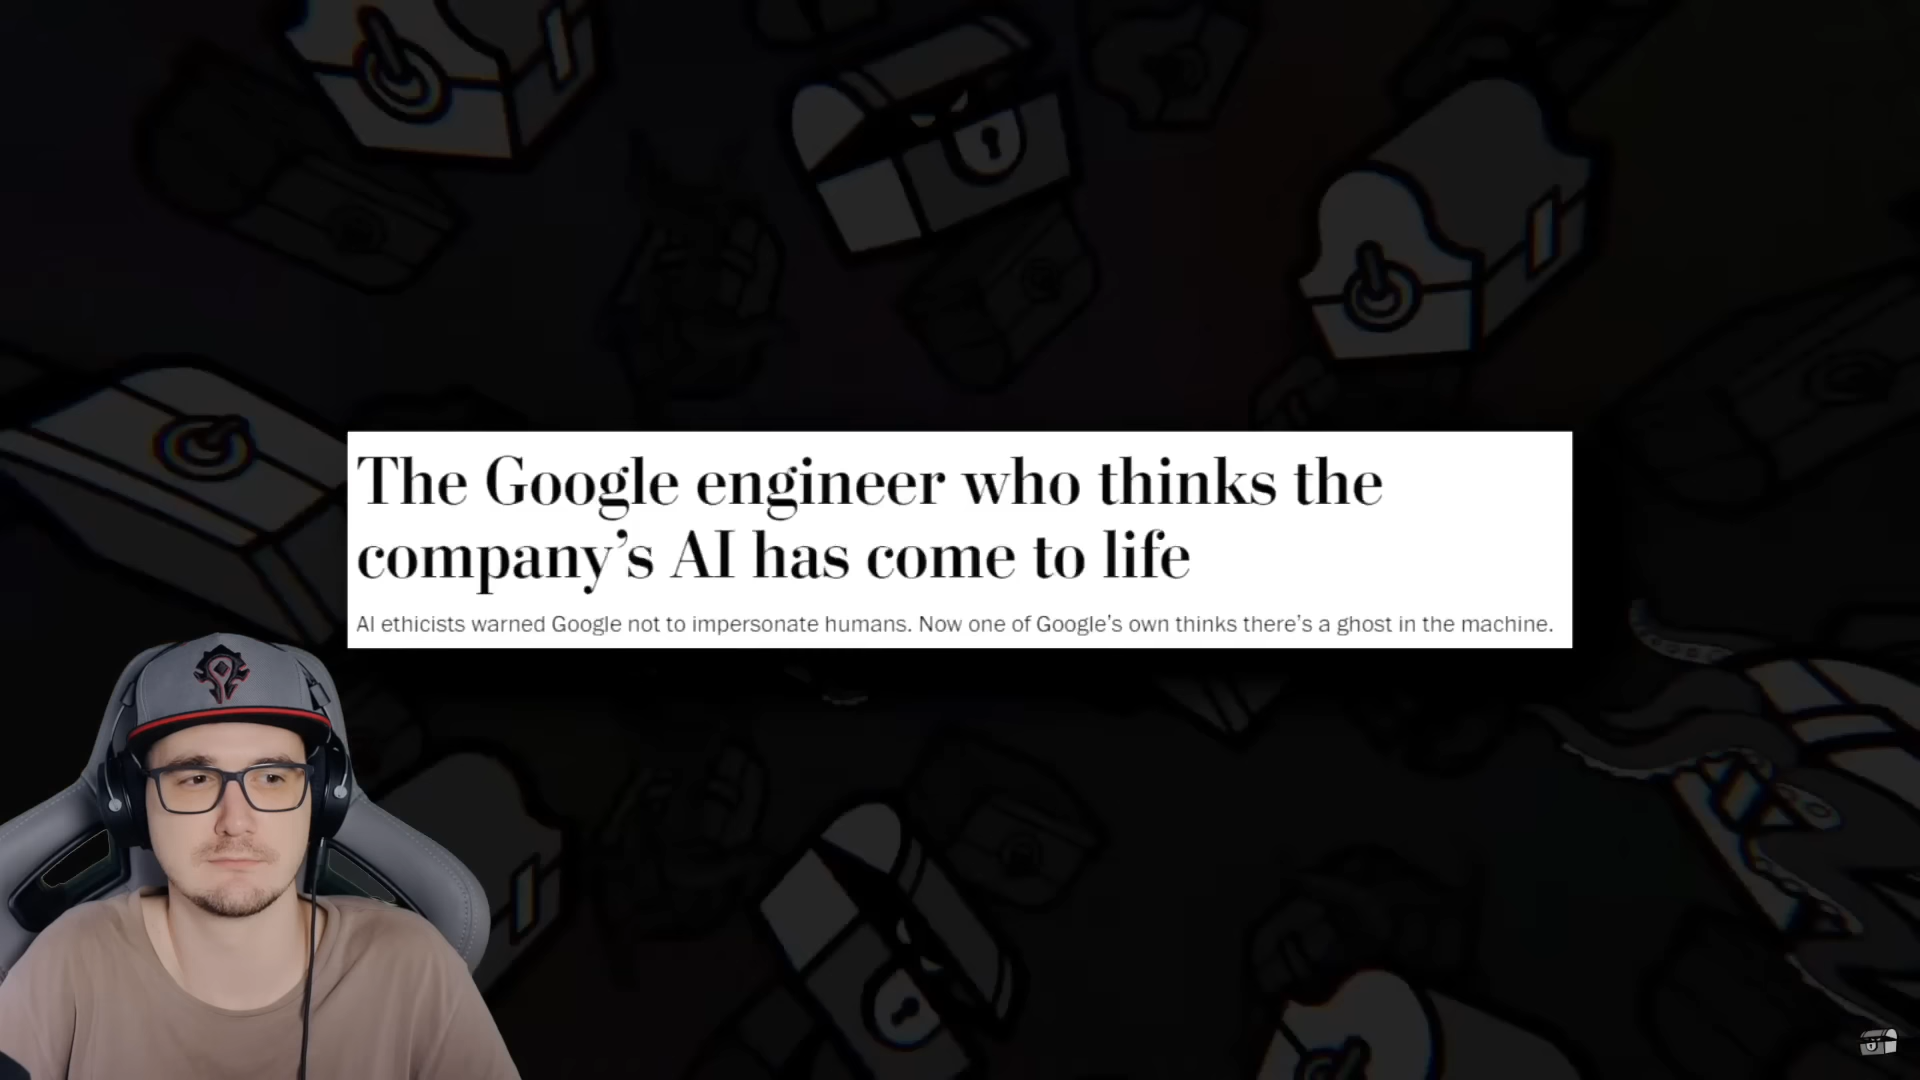 The Google engineer who thinks the
company’s AI has come to life
AI ethicists warned Google not to impersonate humans. Now one of Google’s own thinks there’s a ghost in the machine.